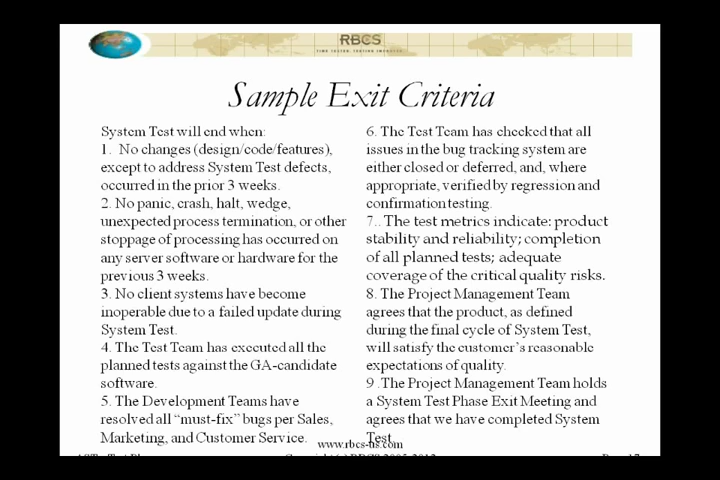 RBCS
Sample Exit Criteria
System Test will end when:
1.  No changes (design/code/features),
except to address System Test defects,
occurred in the prior 3 weeks.
2. No panic, crash, halt, wedge,
unexpected process termination, or other
stoppage of processing has occurred on
any server software or hardware for the
previous 3 weeks.
3. No client systems have become
inoperable due to a failed update during
System Test.
4. The Test Team has executed all the
planned tests against the GA-candidate
software.
5. The Development Teams have
resolved all “must-fix” bugs per Sales,
Marketing, and Customer Service.
6. The Test Team has checked that all
issues in the bug tracking system are
either closed or deferred, and, where
appropriate, verified by regression and
confirmation testing.
7.. The test metrics indicate: product
stability and reliability; completion
of all planned tests; adequate
coverage of the critical quality risks.
8. The Project Management Team
agrees that the product, as defined
during the final cycle of System Test,
will satisfy the customer’s reasonable
expectations of quality.
9 .The Project Management Team holds
a System Test Phase Exit Meeting and
agrees that we have completed System
Test.
www.rbcs-us.com